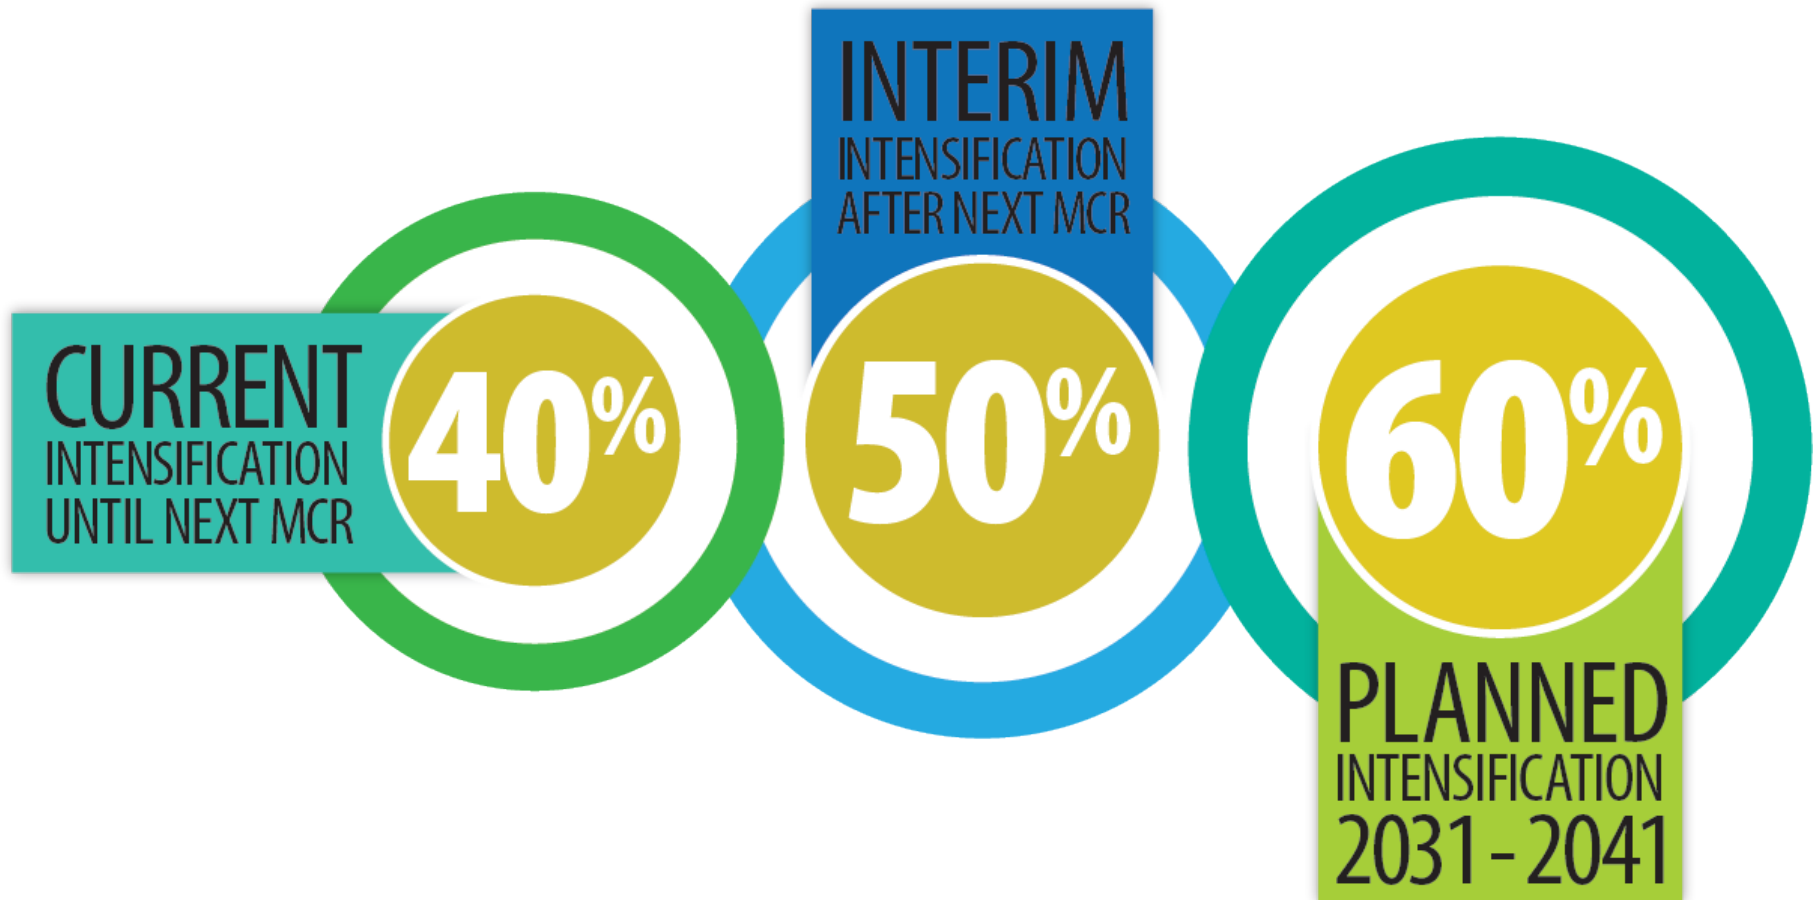 CURRENT
INTENSIFICATION
UNTIL NEXT MCR
40%
INTERIM
INTENSIFICATION
AFTER NEXT MCR
50%
60%
PLANNED
INTENSIFICATION
2031 - 2041